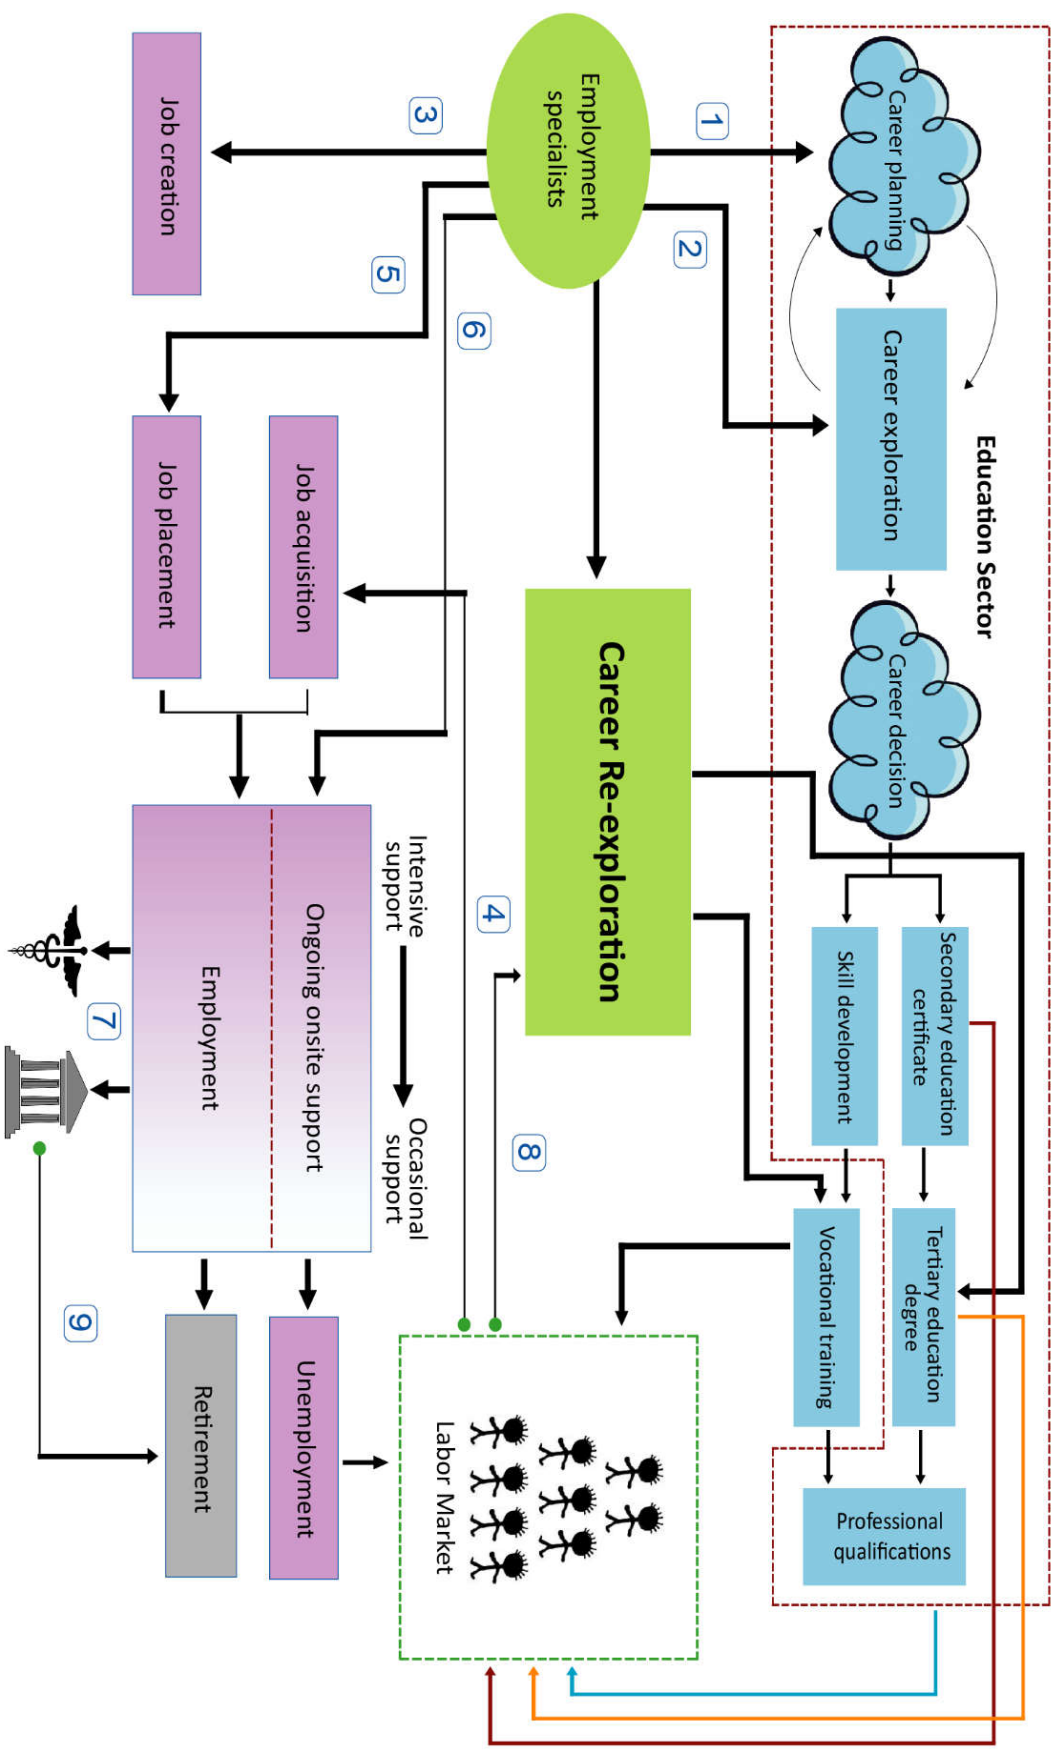 Education Sector
Career planning
Career exploration
Career decision
Secondary education
certificate
Skill development
Tertiary education
degree
Vocational training
Professional
qualifications
1
2
Employment
specialists
Career Re-exploration
3
5
6
4
8
Labor Market
Job creation
Job acquisition
Job placement
Intensive
support
Occasional
support
Ongoing onsite support
Employment
Unemployment
Retirement
7
9